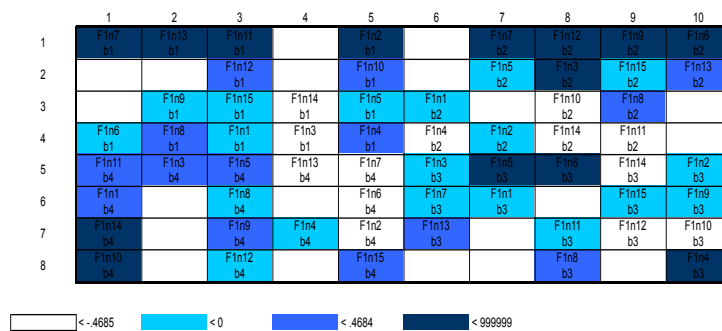 1 2 3 4 5 6 7 8 9 10
1 F1n7 F1n13 F1n11 F1n2 F1n7 F1n12 F1n9 F1n6
b1 b1 b1 b1 b2 b2 b2 b2
2 F1n12 F1n10 F1n5 F1n3 F1n15 F1n13
b1 b1 b2 b2 b2 b2
3 F1n9 F1n15 F1n14 F1n5 F1n1 F1n10 F1n8
b1 b1 b1 b1 b2 b2 b2
4 F1n6 F1n8 F1n1 F1n3 F1n4 F1n4 F1n2 F1n14 F1n11
b1 b1 b1 b1 b1 b2 b2 b2 b2
5 F1n11 F1n3 F1n5 F1n13 F1n7 F1n3 F1n5 F1n6 F1n14 F1n2
b4 b4 b4 b4 b4 b3 b3 b3 b3 b3
6 F1n1 F1n8 F1n6 F1n7 F1n1 F1n15 F1n9
b4 b4 b4 b3 b3 b3 b3
7 F1n14 F1n9 F1n4 F1n2 F1n13 F1n11 F1n12 F1n10
b4 b4 b4 b4 b3 b3 b3 b3
8 F1n10 F1n12 F1n15 F1n8 F1n4
b4 b4 b4 b3 b3
< -.4685 < 0 < .4684 < 999999